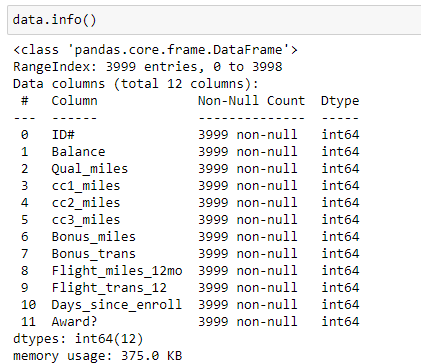 data.info()
<class 'pandas.core.frame.DataFrame'>
RangeIndex: 3999 entries, 0 to 3998
Data columns (total 12 columns):
 #   Column             Non-Null Count  Dtype
---  ------             --------------  -----
 0   ID#                3999 non-null   int64
 1   Balance            3999 non-null   int64
 2   Qual_miles         3999 non-null   int64
 3   cc1_miles          3999 non-null   int64
 4   cc2_miles          3999 non-null   int64
 5   cc3_miles          3999 non-null   int64
 6   Bonus_miles        3999 non-null   int64
 7   Bonus_trans        3999 non-null   int64
 8   Flight_miles_12mo  3999 non-null   int64
 9   Flight_trans_12    3999 non-null   int64
 10  Days_since_enroll  3999 non-null   int64
 11  Award?             3999 non-null   int64
dtypes: int64(12)
memory usage: 375.0 KB